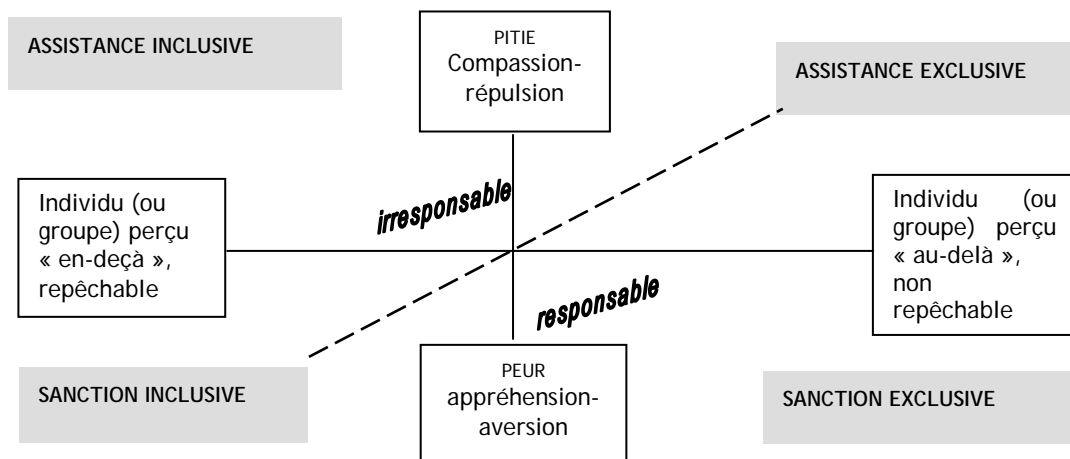 ASSISTANCE INCLUSIVE
PITIE
Compassion-
répulsion
ASSISTANCE EXCLUSIVE
irresponsable
Individu (ou
groupe) perçu
« en-deçà »,
repêchable
Individu (ou
groupe) perçu
« au-delà »,
non
repêchable
responsable
SANCTION INCLUSIVE
PEUR
appréhension-
aversion
SANCTION EXCLUSIVE